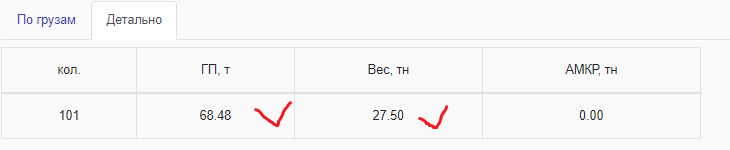 По грузам Детально
кол. ГП, т Вес, тн АМКР, тн
101 68.48 27.50 0.00